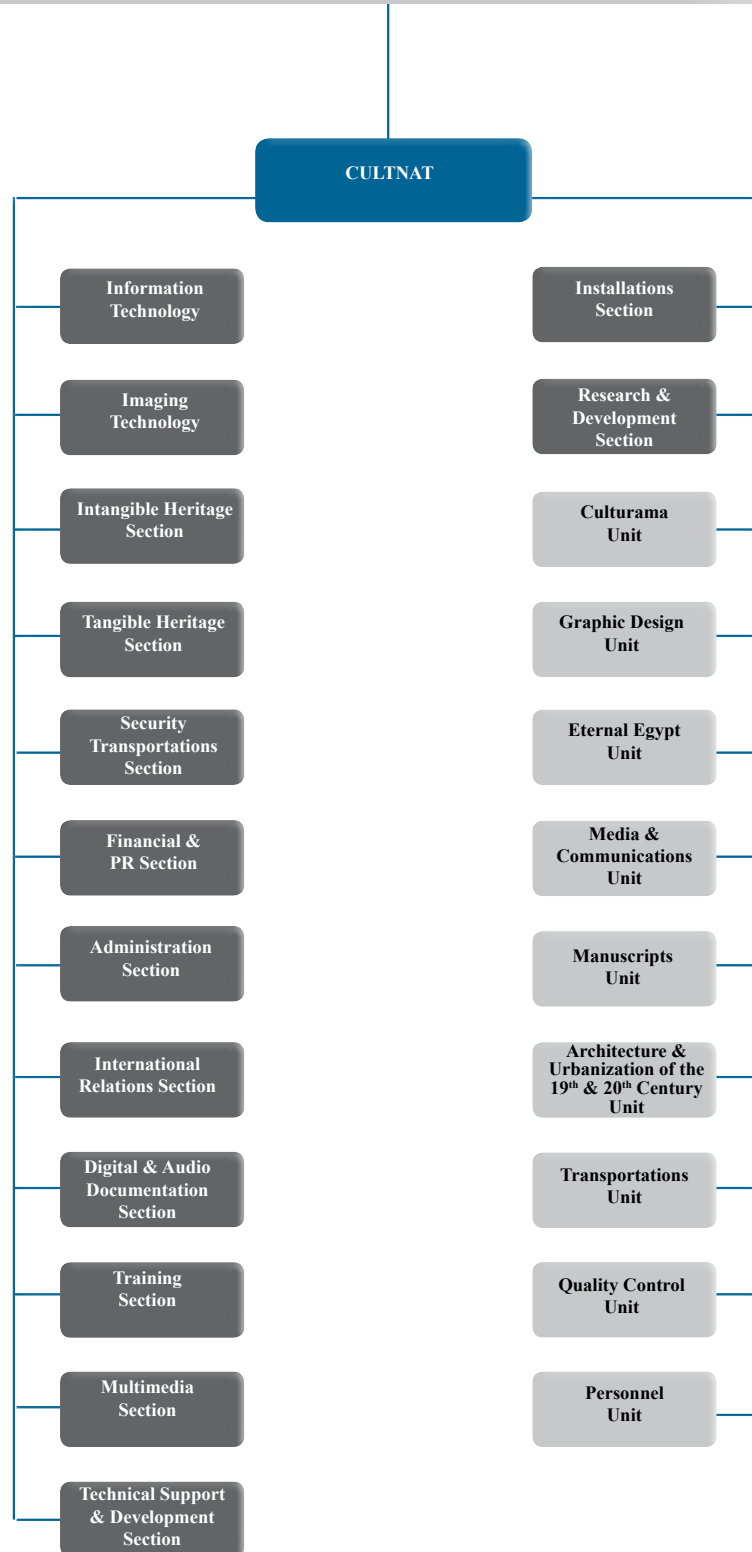 CULTNAT
Information
Technology
Imaging
Technology
Intangible Heritage
Section
Tangible Heritage
Section
Security
Transportations
Section
Financial &
PR Section
Administration
Section
International
Relations Section
Digital & Audio
Documentation
Section
Training
Section
Multimedia
Section
Technical Support
& Development
Section
Installations
Section
Research &
Development
Section
Culturama
Unit
Graphic Design
Unit
Eternal Egypt
Unit
Media &
Communications
Unit
Manuscripts
Unit
Architecture &
Urbanization of the
19th & 20th Century
Unit
Transportations
Unit
Quality Control
Unit
Personnel
Unit